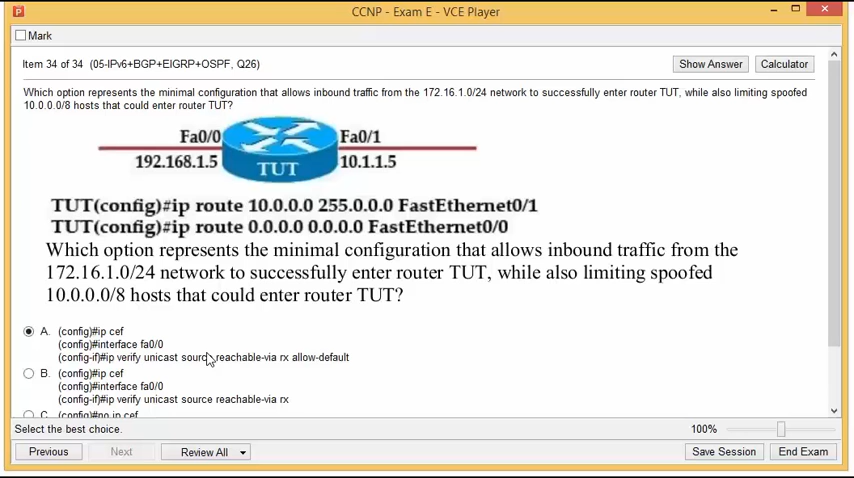 CCNP - Exam E - VCE Player
Mark
Item 34 of 34 (05-IPv6+BGP+EIGRP+OSPF, Q26)
Show Answer
Calculator
Which option represents the minimal configuration that allows inbound traffic from the 172.16.1.0/24 network to successfully enter router TUT, while also limiting spoofed
10.0.0.0/8 hosts that could enter router TUT?
Fa0/0 Fa0/1
192.168.1.5 TUT 10.1.1.5
TUT(config)#ip route 10.0.0.0 255.0.0.0 FastEthernet0/1
TUT(config)#ip route 0.0.0.0 0.0.0.0 FastEthernet0/0
Which option represents the minimal configuration that allows inbound traffic from the
172.16.1.0/24 network to successfully enter router TUT, while also limiting spoofed
10.0.0.0/8 hosts that could enter router TUT?
A. (config)#ip cef
(config)#interface fa0/0
(config-if)#ip verify unicast source reachable-via rx allow-default
B. (config)#ip cef
(config)#interface fa0/0
(config-if)#ip verify unicast source reachable-via rx
C. (config)#no ip cef
Select the best choice.
100%
Previous
Next
Review All
Save Session
End Exam